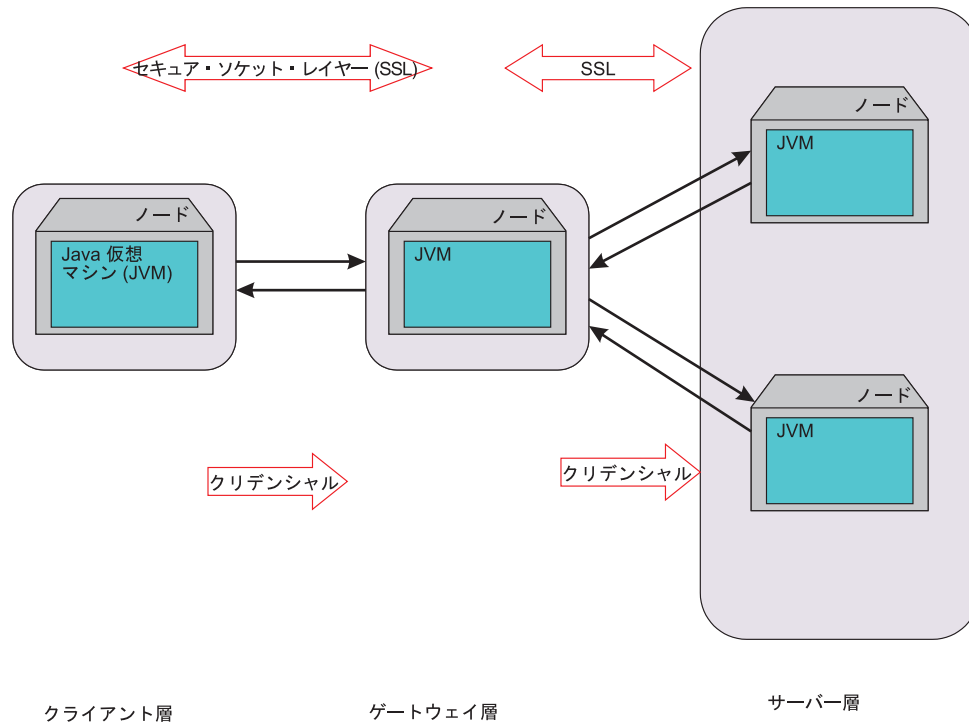 セキュア・ソケット・レイヤー (SSL)
SSL
ノード
JVM
ノード
Java 仮想
マシン (JVM)
ノード
JVM
ノード
JVM
クリデンシャル
クリデンシャル
クライアント層
ゲートウェイ層
サーバー層